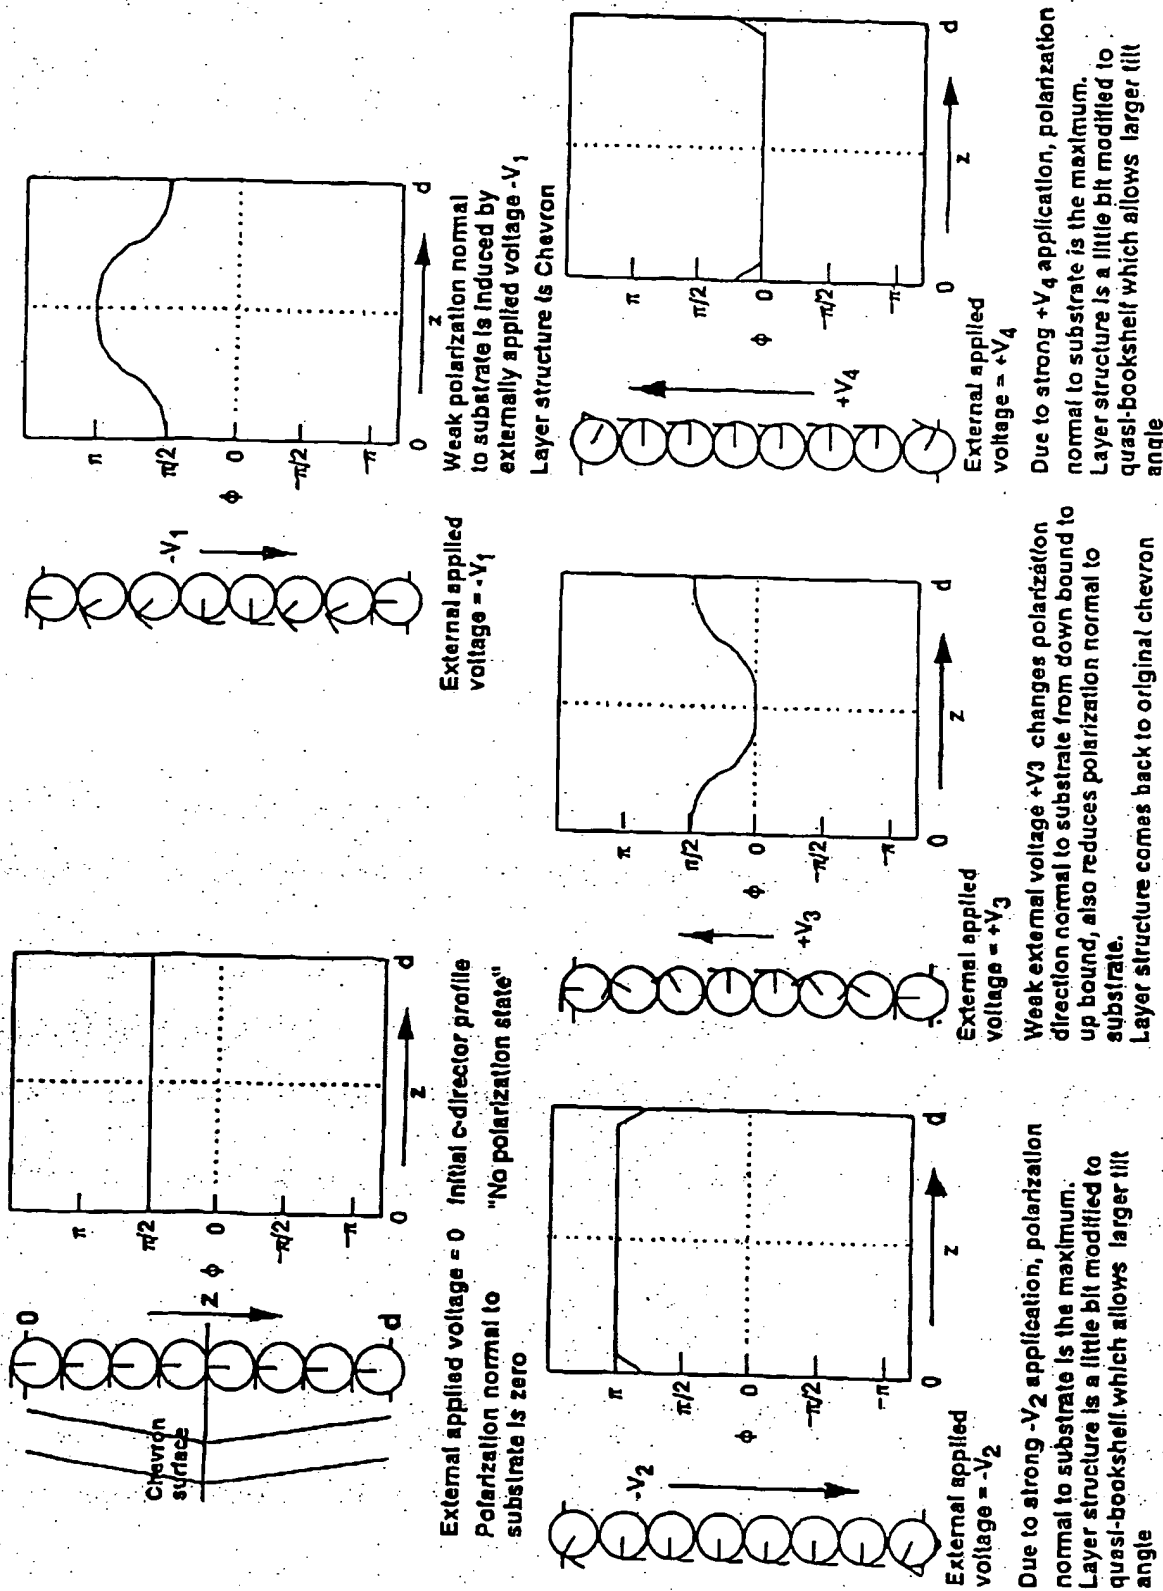 Chevron
surface
0
Z
d
π
π/2
0
-π/2
-π
Φ
0
d
z
External applied voltage = 0
Polarization normal to
substrate is zero
Initial c-director profile
"No polarization state"
-V1
External applied
voltage = -V1
π
π/2
0
-π/2
-π
Φ
0
d
z
Weak polarization normal
to substrate is induced by
externally applied voltage -V1
Layer structure is Chevron
-V2
External applied
voltage = -V2
π
π/2
0
-π/2
-π
Φ
0
d
z
Due to strong -V2 application, polarization
normal to substrate is the maximum.
Layer structure is a little bit modified to
quasi-bookshelf which allows larger tilt
angle
+V3
External applied
voltage = +V3
π
π/2
0
-π/2
-π
Φ
0
d
z
Weak external voltage +V3 changes polarization
direction normal to substrate from down bound to
up bound, also reduces polarization normal to
substrate.
Layer structure comes back to original chevron
+V4
External applied
voltage = +V4
π
π/2
0
-π/2
-π
Φ
0
d
z
Due to strong +V4 application, polarization
normal to substrate is the maximum.
Layer structure is a little bit modified to
quasi-bookshelf which allows larger tilt
angle